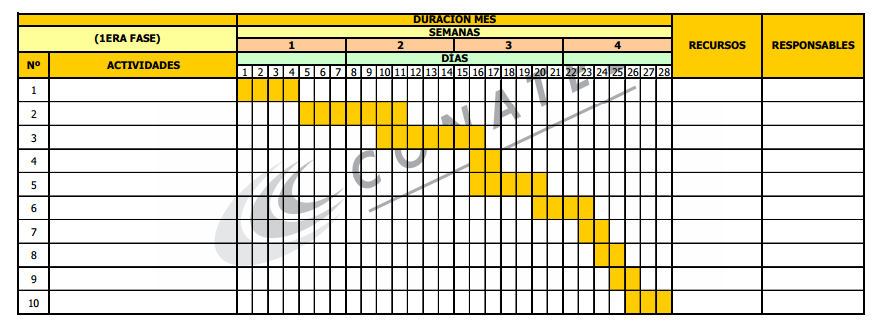 DURACIÓN MES
(1ERA FASE) SEMANAS RECURSOS RESPONSABLES
1 2 3 4
Nº ACTIVIDADES DÍAS
1 2 3 4 5 6 7 8 9 10 11 12 13 14 15 16 17 18 19 20 21 22 23 24 25 26 27 28
1
2
3
4
5
6
7
8
9
10
CONATEL